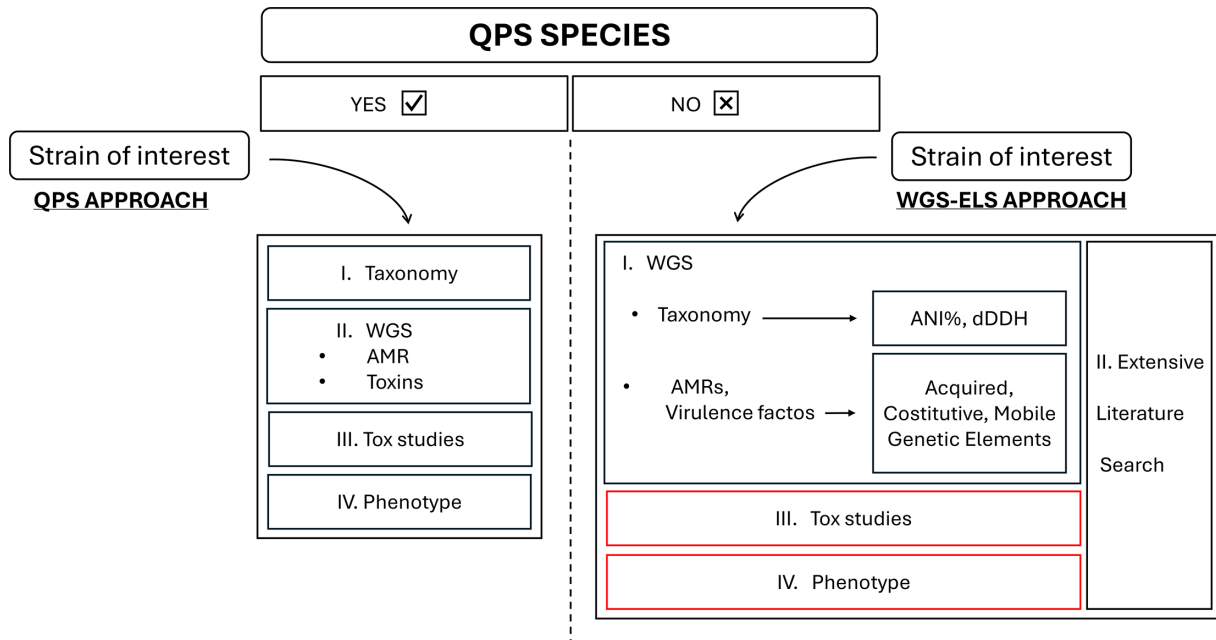 QPS SPECIES
YES
NO
Strain of interest
QPS APPROACH
Strain of interest
WGS-ELS APPROACH
I. Taxonomy
II. WGS
• AMR
• Toxins
III. Tox studies
IV. Phenotype
I. WGS
• Taxonomy
ANI%, dDDH
• AMRs,
Virulence factos
Acquired,
Costitutive, Mobile
Genetic Elements
II. Extensive
Literature
Search
III. Tox studies
IV. Phenotype